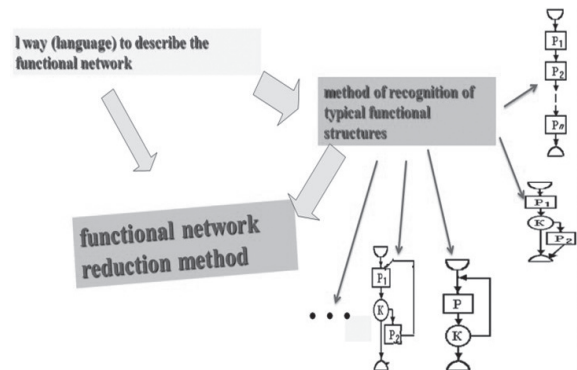 l way (language) to describe the
functional network
method of recognition of
typical functional
structures
functional network
reduction method
P1
P2
Pn
P1
K
P2
P1
K
P2
P
K
• • •